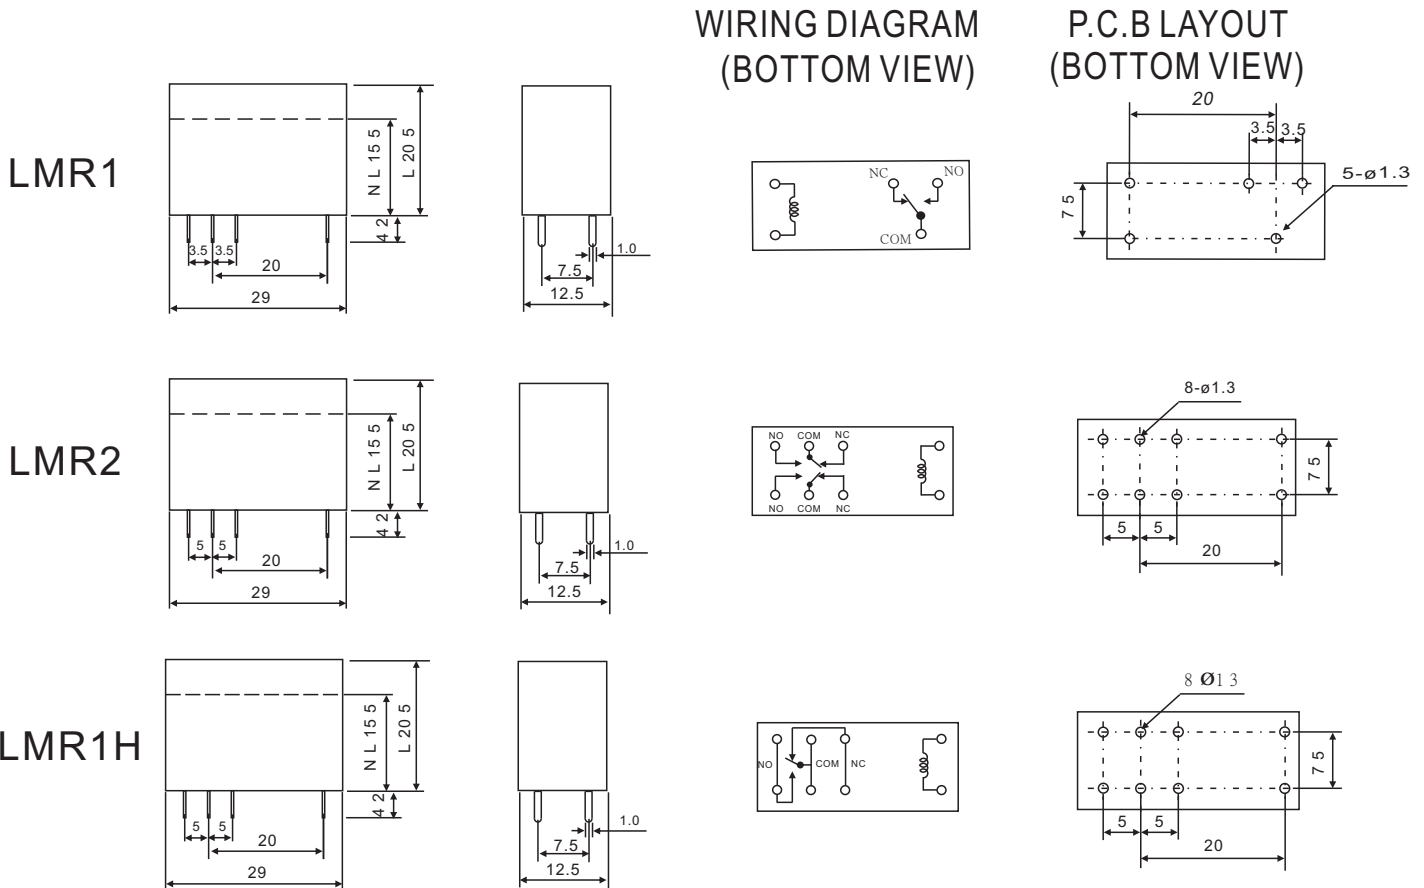 WIRING DIAGRAM
(BOTTOM VIEW)
P.C.B LAYOUT
(BOTTOM VIEW)
LMR1
N L 15 5
L 20 5
4 2
3.5 3.5
20
29
1.0
7.5
12.5
NC
NO
COM
20
3.5 3.5
7 5
5-ø1.3
LMR2
N L 15 5
L 20 5
4 2
5 5
20
29
1.0
7.5
12.5
NO COM NC
NO COM NC
8-ø1.3
7 5
5 5
20
LMR1H
N L 15 5
L 20 5
4 2
5 5
20
29
1.0
7.5
12.5
NO COM NC
8 Ø1 3
7 5
5 5
20